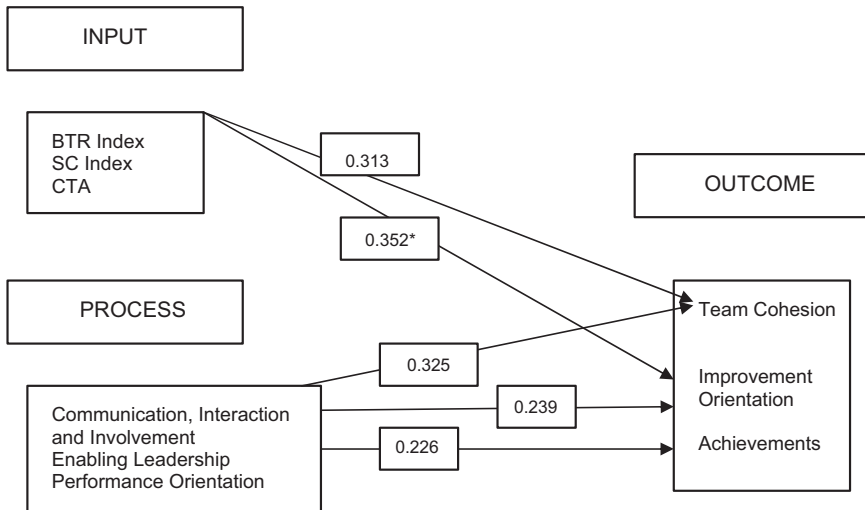 INPUT
BTR Index
SC Index
CTA
0.313
OUTCOME
0.352*
PROCESS
Team Cohesion
0.325
Improvement
Orientation
0.239
Communication, Interaction
and Involvement
Enabling Leadership
Performance Orientation
0.226
Achievements